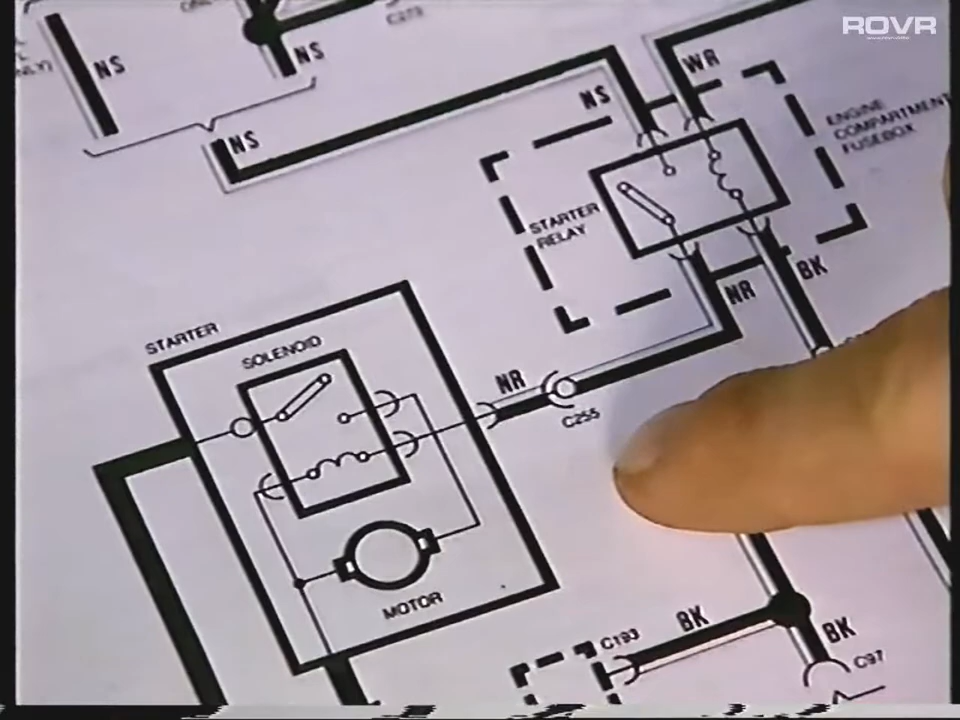 ROVR
C273
NS
NS
NS
NS
WR
ENGINE
COMPARTMENT
FUSEBOX
STARTER
RELAY
BK
NR
STARTER
SOLENOID
NR
C255
MOTOR
C193
BK
BK
C97